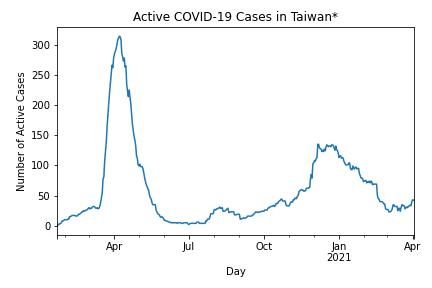 Active COVID-19 Cases in Taiwan*
Number of Active Cases
300
250
200
150
100
50
0
Apr
Jul
Oct
Jan
2021
Apr
Day